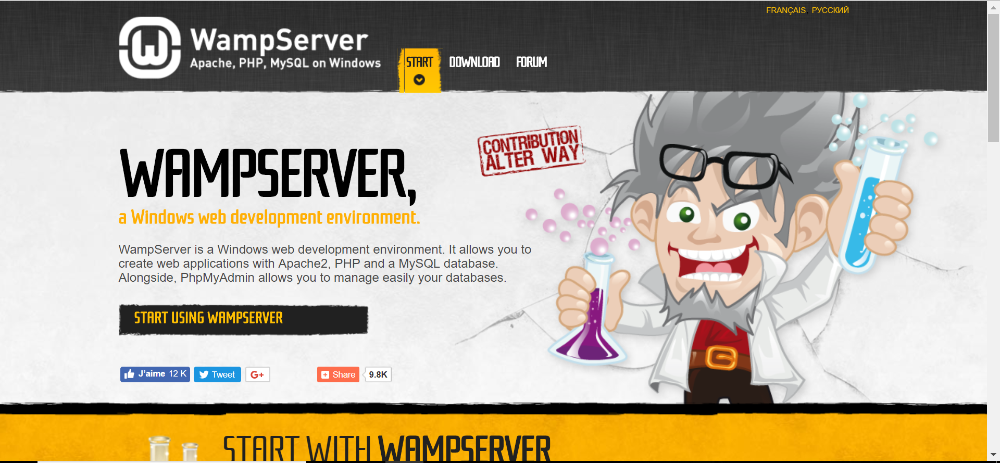 FRANÇAIS РУССКИЙ
WampServer
Apache, PHP, MySQL on Windows
START
DOWNLOAD
FORUM
CONTRIBUTION
ALTER WAY
WAMPSERVER,
a Windows web development environment.
WampServer is a Windows web development environment. It allows you to
create web applications with Apache2, PHP and a MySQL database.
Alongside, PhpMyAdmin allows you to manage easily your databases.
START USING WAMPSERVER
J'aime 12 K
Tweet
G+
Share
9.8K
START WITH WAMPSERVER